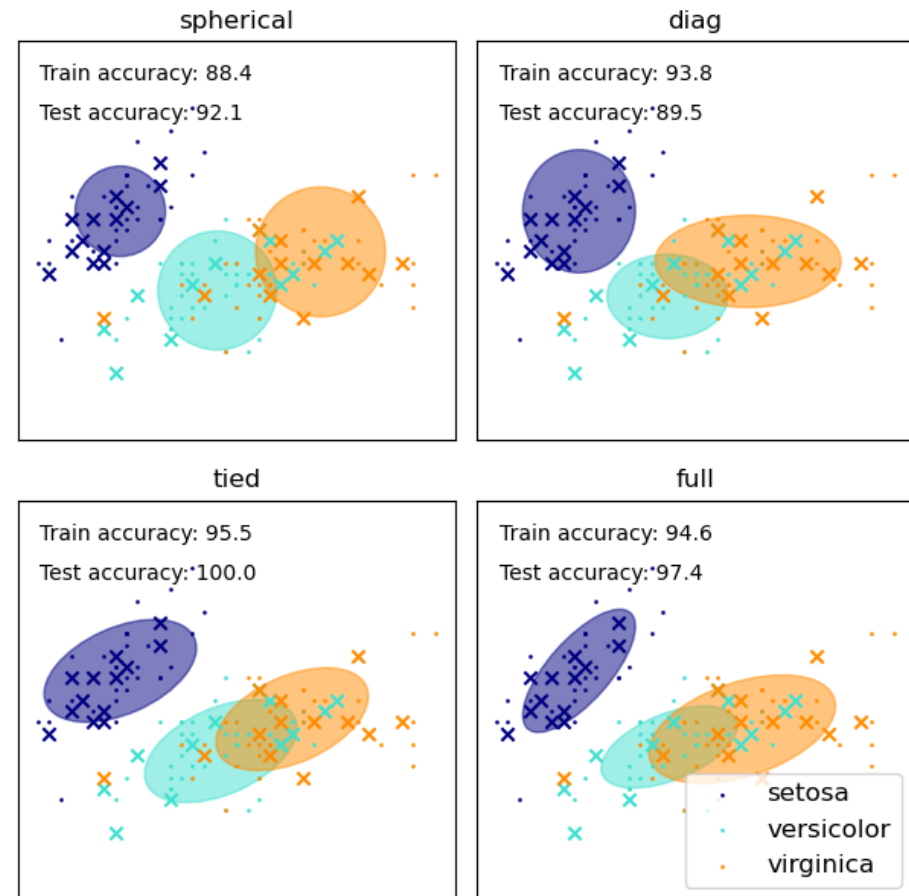 spherical
Train accuracy: 88.4
Test accuracy: 92.1
diag
Train accuracy: 93.8
Test accuracy: 89.5
tied
Train accuracy: 95.5
Test accuracy: 100.0
full
Train accuracy: 94.6
Test accuracy: 97.4
setosa
versicolor
virginica